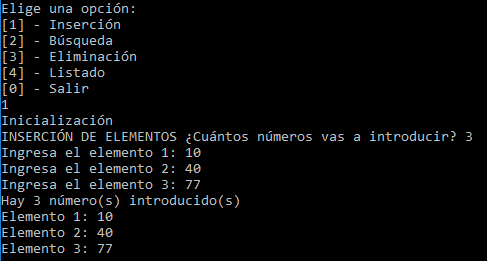 Elige una opción:
[1] - Inserción
[2] - Búsqueda
[3] - Eliminación
[4] - Listado
[0] - Salir
1
Inicialización
INSERCIÓN DE ELEMENTOS ¿Cuántos números vas a introducir? 3
Ingresa el elemento 1: 10
Ingresa el elemento 2: 40
Ingresa el elemento 3: 77
Hay 3 número(s) introducido(s)
Elemento 1: 10
Elemento 2: 40
Elemento 3: 77